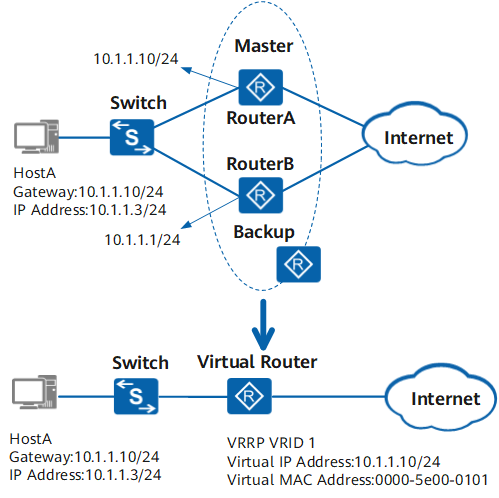 Master
10.1.1.10/24
R
Switch
RouterA
S
Internet
RouterB
HostA
Gateway:10.1.1.10/24
R
IP Address:10.1.1.3/24
10.1.1.1/24
Backup
R
Switch
Virtual Router
S
R
Internet
HostA
Gateway:10.1.1.10/24
IP Address:10.1.1.3/24
VRRP VRID 1
Virtual IP Address:10.1.1.10/24
Virtual MAC Address:0000-5e00-0101